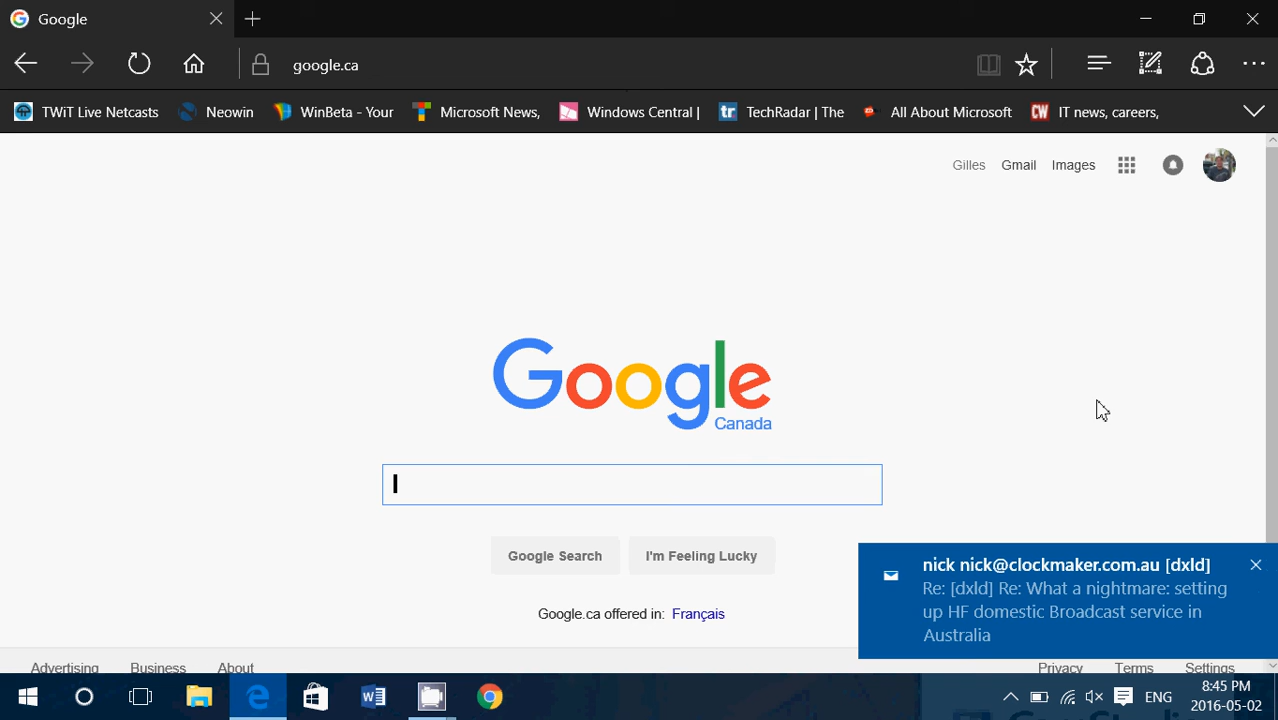 Google
google.ca
TWiT Live Netcasts Neowin WinBeta - Your Microsoft News, Windows Central | TechRadar | The All About Microsoft CW IT news, careers,
Gilles Gmail Images
Google
Canada
Google Search I'm Feeling Lucky
Google.ca offered in: Français
nick nick@clockmaker.com.au [dxld]
Re: [dxld] Re: What a nightmare: setting
up HF domestic Broadcast service in
Australia
Advertising Business About Privacy Terms Settings
ENG
8:45 PM
2016-05-02